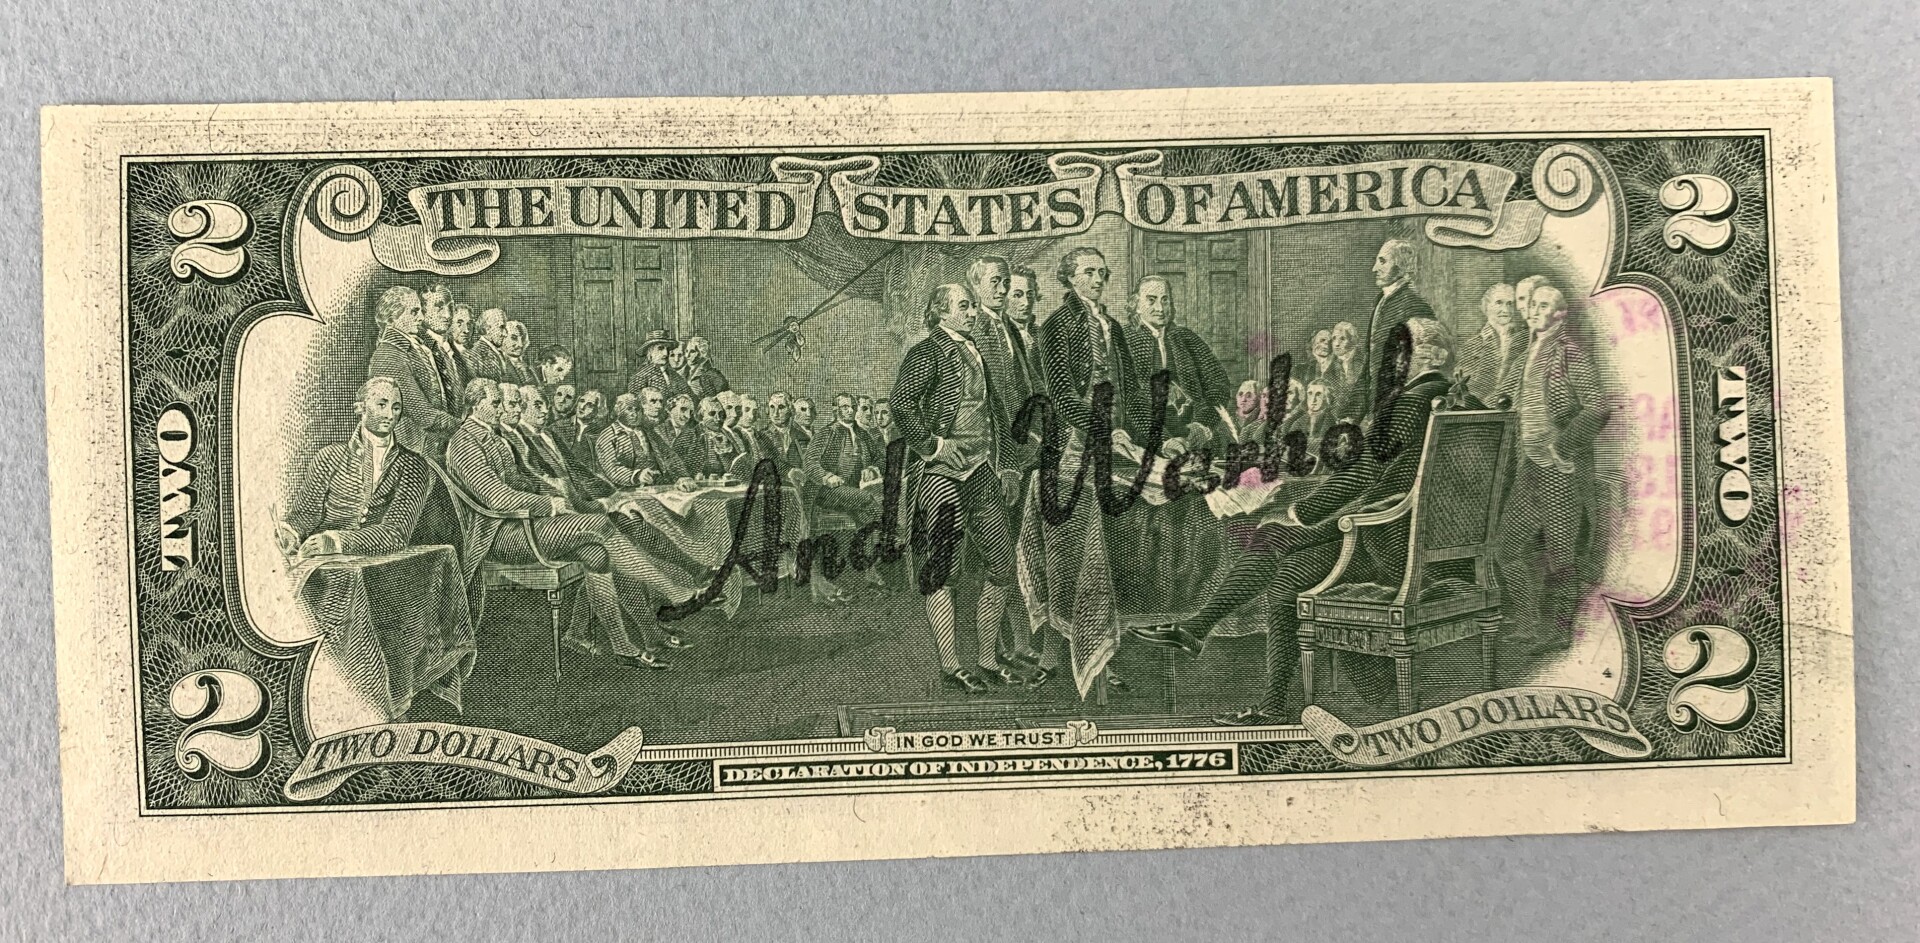 THE UNITED STATES OF AMERICA
2
2
TWO
TWO
Andy Warhol
2
2
4
TWO DOLLARS
IN GOD WE TRUST
TWO DOLLARS
DECLARATION OF INDEPENDENCE, 1776